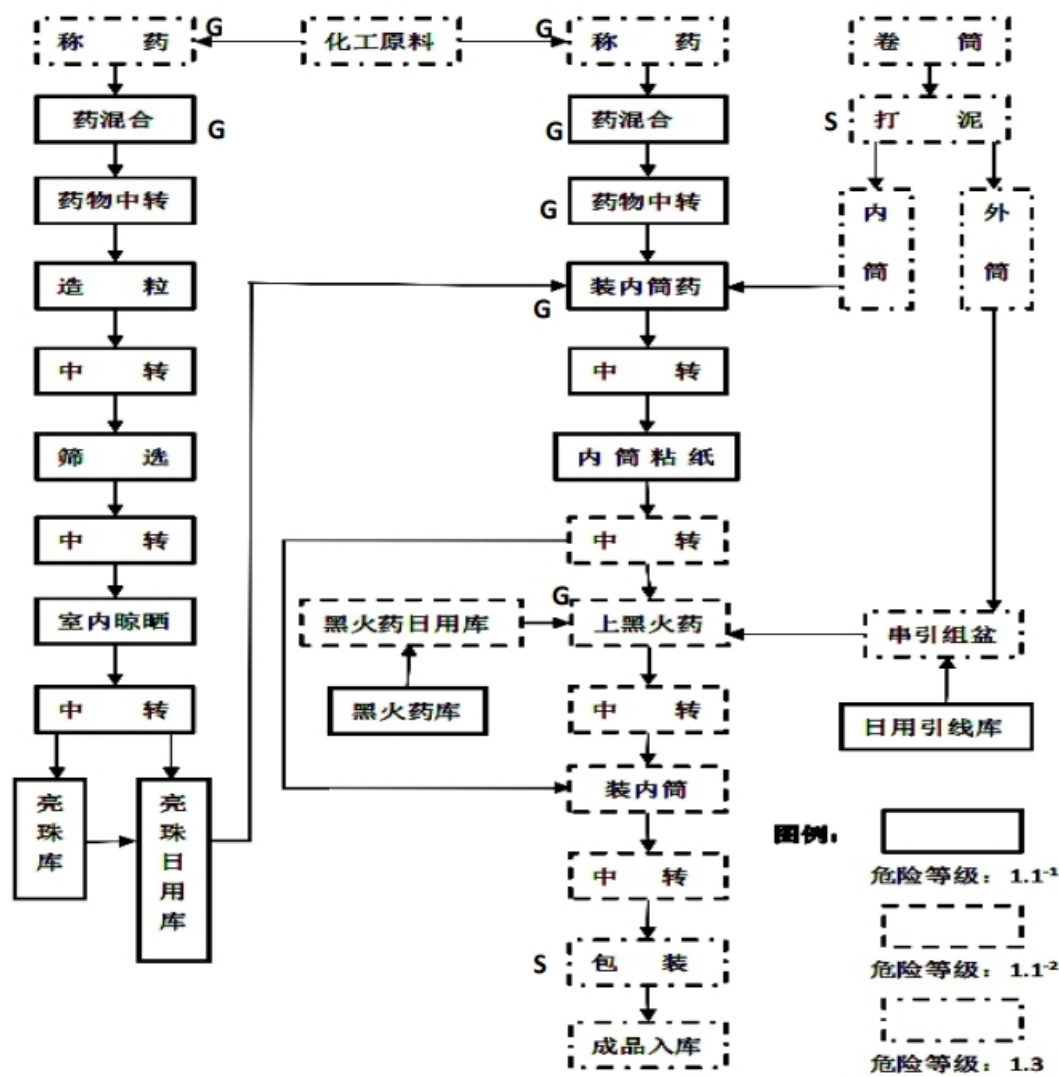 称 药
G
化工原料
G
称 药
卷 筒
药混合
G
G
药混合
S
打 泥
药物中转
G
药物中转
内筒
外筒
造 粒
装内筒药
G
中 转
中 转
筛 选
内筒粘纸
中 转
中 转
室内晾晒
黑火药日用库
G
上黑火药
串引组盆
中 转
黑火药库
中 转
日用引线库
亮珠库
亮珠日用库
装内筒
图例:
危险等级:1.1⁻¹
中 转
危险等级:1.1⁻²
S
包 装
成品入库
危险等级:1.3